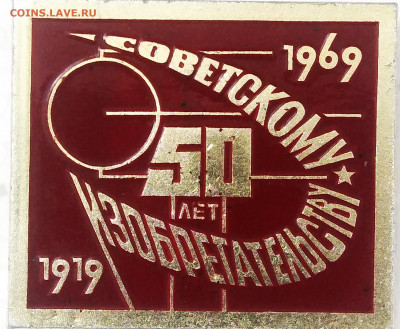 COINS.LAVE.RU
1969
СОВЕТСКОМУ
50
ЛЕТ
ИЗОБРЕТАТЕЛЬСТВУ
1919